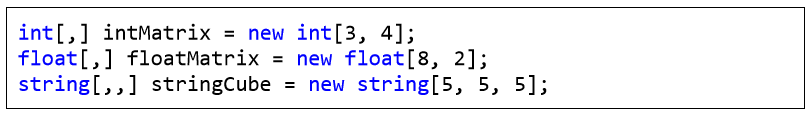 int[,] intMatrix = new int[3, 4];
float[,] floatMatrix = new float[8, 2];
string[,,] stringCube = new string[5, 5, 5];